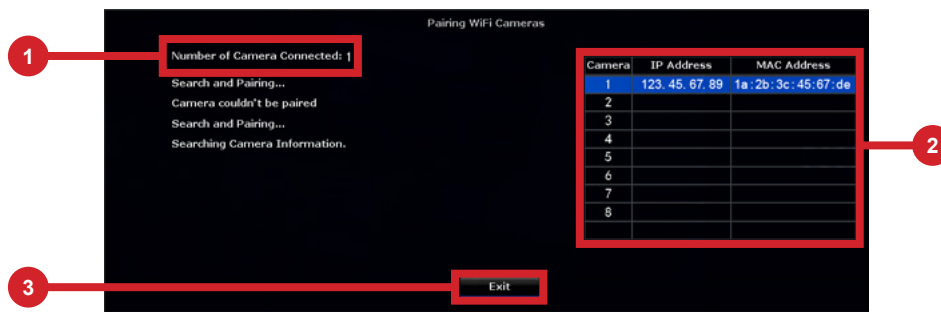 Pairing WiFi Cameras
1
Number of Camera Connected: 1
Search and Pairing...
Camera couldn't be paired
Search and Pairing...
Searching Camera Information.
Camera IP Address MAC Address
1 123. 45. 67. 89 1a:2b:3c:45:67:de
2
3
4
5
6
7
8
2
3
Exit